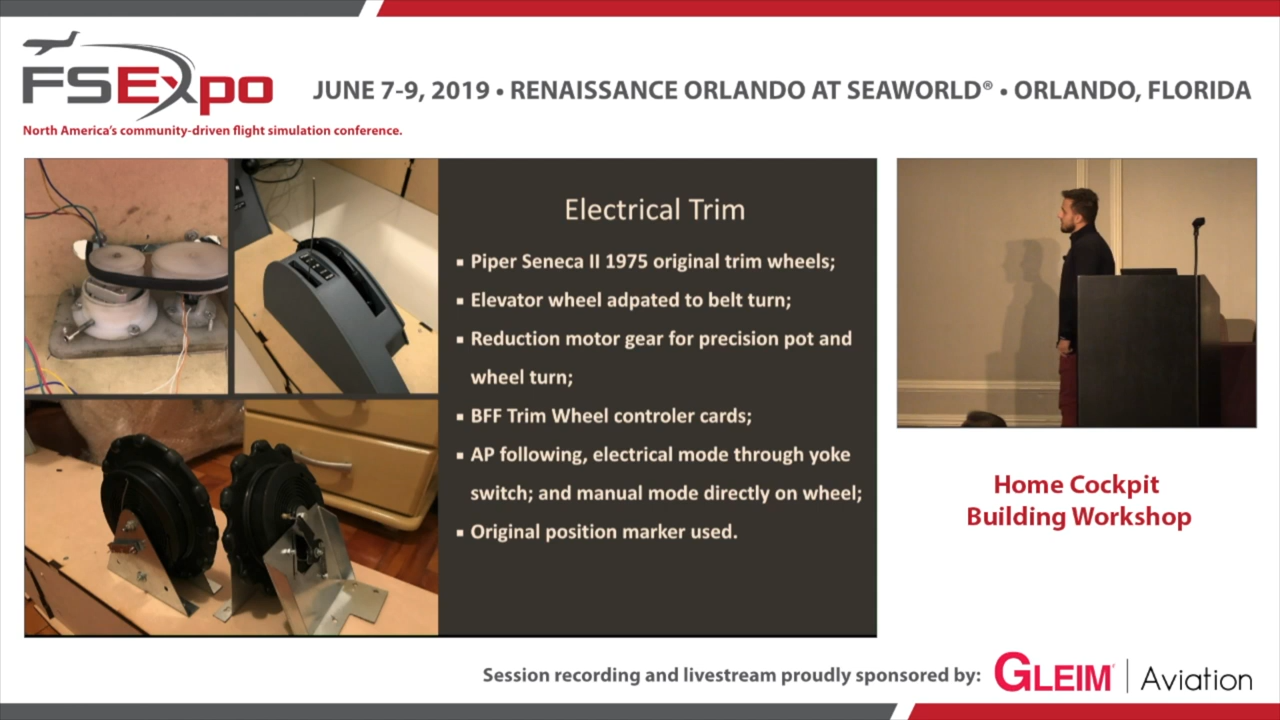 FSExpo
JUNE 7-9, 2019 • RENAISSANCE ORLANDO AT SEAWORLD® • ORLANDO, FLORIDA
North America's community-driven flight simulation conference.
Electrical Trim
▪ Piper Seneca II 1975 original trim wheels;
▪ Elevator wheel adpated to belt turn;
▪ Reduction motor gear for precision pot and
wheel turn;
▪ BFF Trim Wheel controler cards;
▪ AP following, electrical mode through yoke
switch; and manual mode directly on wheel;
▪ Original position marker used.
Home Cockpit
Building Workshop
Session recording and livestream proudly sponsored by:
GLEIM | Aviation